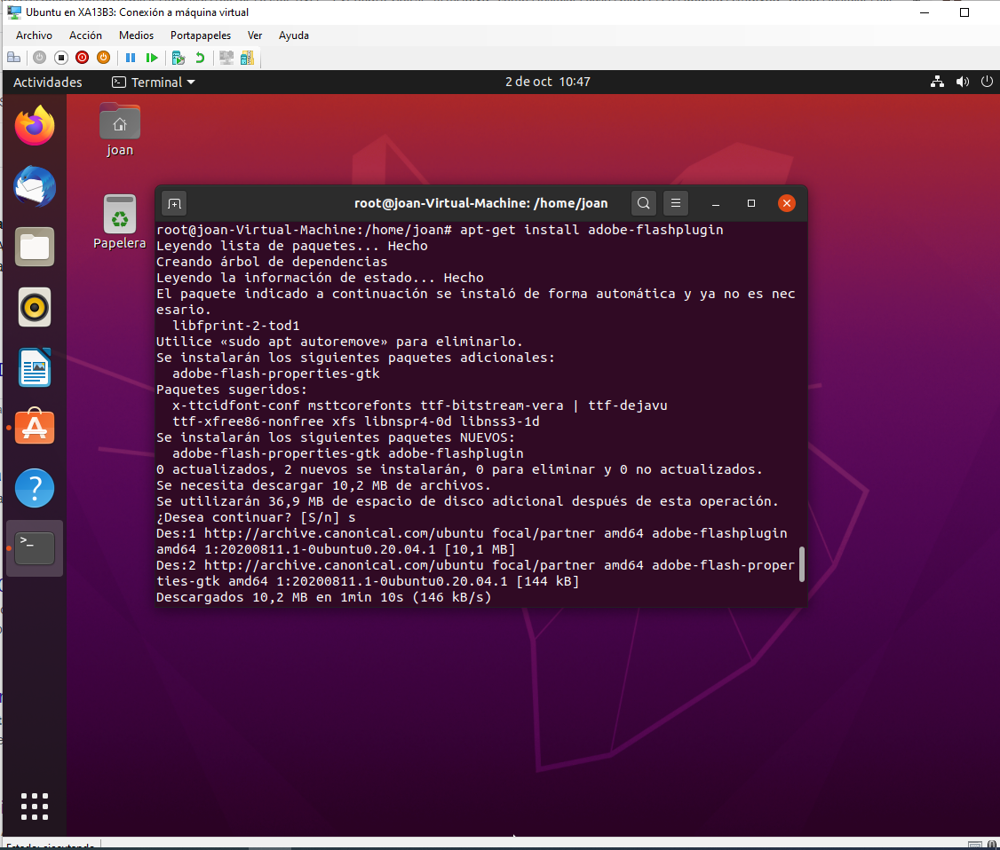 Ubuntu en XA13B3: Conexión a máquina virtual
Archivo Acción Medios Portapapeles Ver Ayuda
Actividades Terminal 2 de oct 10:47
joan
Papelera
root@joan-Virtual-Machine: /home/joan
root@joan-Virtual-Machine:/home/joan# apt-get install adobe-flashplugin
Leyendo lista de paquetes... Hecho
Creando árbol de dependencias
Leyendo la información de estado... Hecho
El paquete indicado a continuación se instaló de forma automática y ya no es nec
esario.
libfprint-2-tod1
Utilice «sudo apt autoremove» para eliminarlo.
Se instalarán los siguientes paquetes adicionales:
adobe-flash-properties-gtk
Paquetes sugeridos:
x-ttcidfont-conf msttcorefonts ttf-bitstream-vera | ttf-dejavu
ttf-xfree86-nonfree xfs libnspr4-0d libnss3-1d
Se instalarán los siguientes paquetes NUEVOS:
adobe-flash-properties-gtk adobe-flashplugin
0 actualizados, 2 nuevos se instalarán, 0 para eliminar y 0 no actualizados.
Se necesita descargar 10,2 MB de archivos.
Se utilizarán 36,9 MB de espacio de disco adicional después de esta operación.
¿Desea continuar? [S/n] s
Des:1 http://archive.canonical.com/ubuntu focal/partner amd64 adobe-flashplugin
amd64 1:20200811.1-0ubuntu0.20.04.1 [10,1 MB]
Des:2 http://archive.canonical.com/ubuntu focal/partner amd64 adobe-flash-proper
ties-gtk amd64 1:20200811.1-0ubuntu0.20.04.1 [144 kB]
Descargados 10,2 MB en 1min 10s (146 kB/s)
Estado: ejecutando